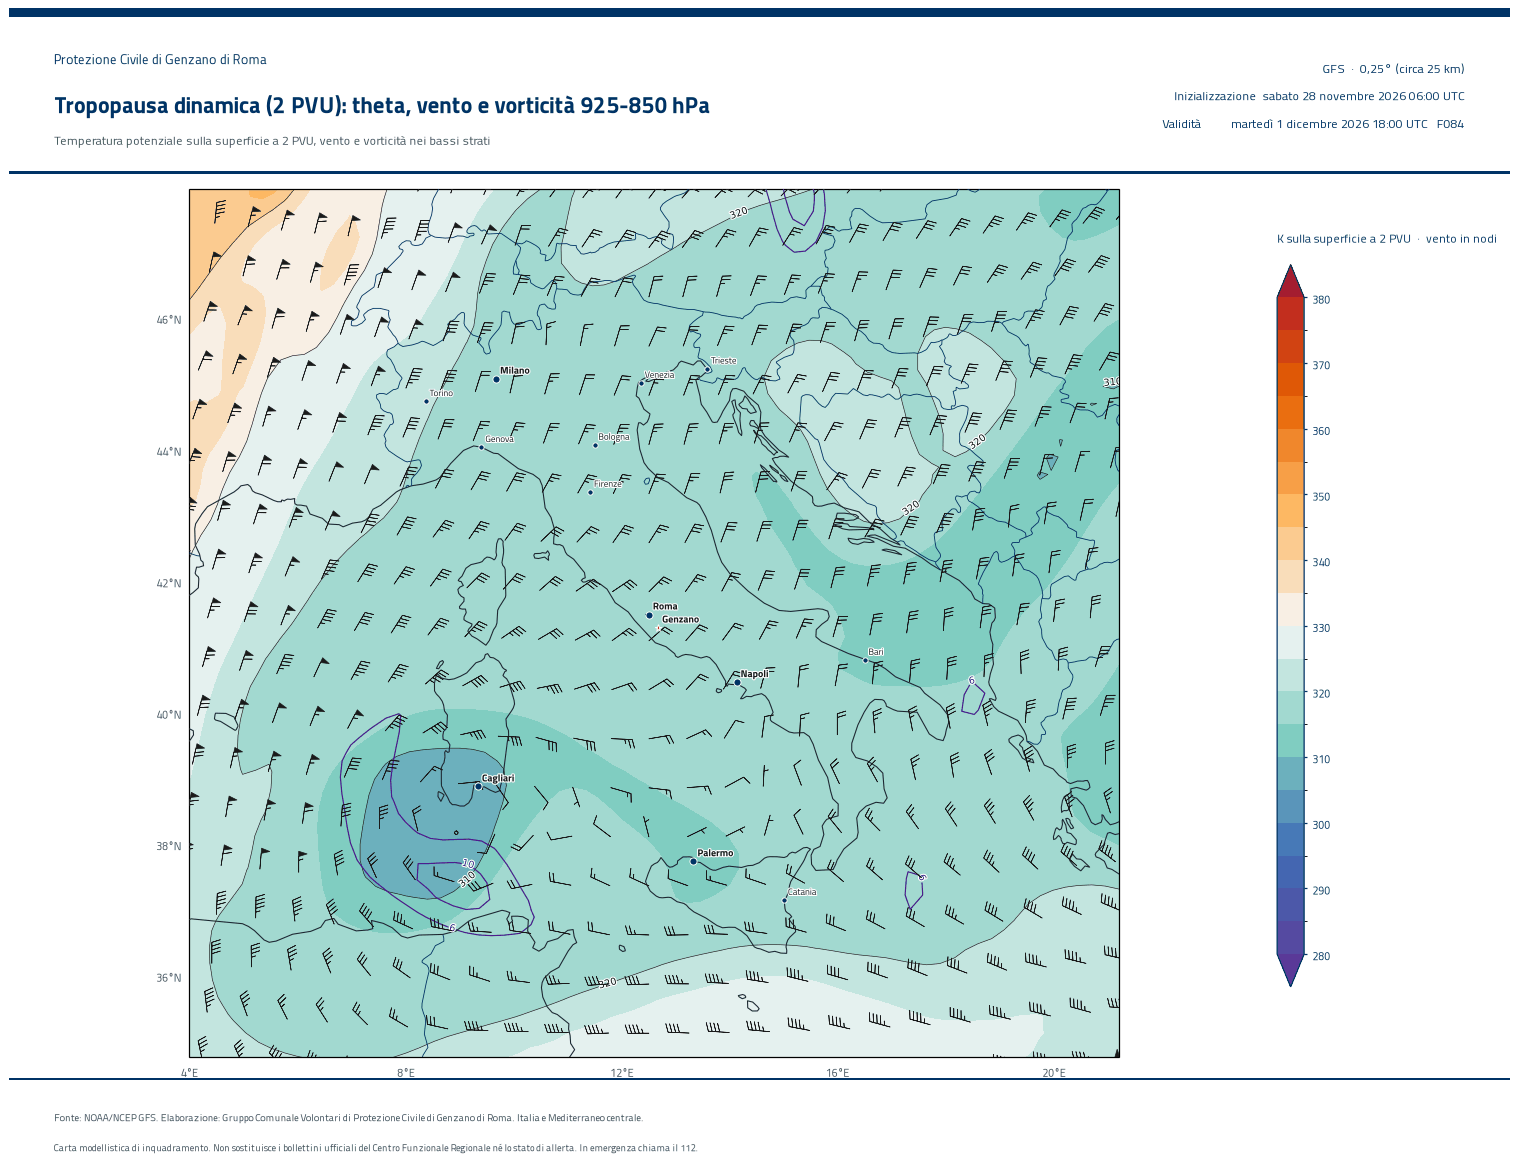 Protezione Civile di Genzano di Roma
Tropopausa dinamica (2 PVU): theta, vento e vorticità 925-850 hPa
Temperatura potenziale sulla superficie a 2 PVU, vento e vorticità nei bassi strati
GFS · 0,25° (circa 25 km)
Inizializzazione sabato 28 novembre 2026 06:00 UTC
Validità martedì 1 dicembre 2026 18:00 UTC F084
K sulla superficie a 2 PVU · vento in nodi
380
370
360
350
340
330
320
310
300
290
280
46°N
44°N
42°N
40°N
38°N
36°N
4°E
8°E
12°E
16°E
20°E
320
310
Trieste
Milano
Venezia
Torino
320
Genova
Bologna
Firenze
320
Roma
Genzano
Bari
Napoli
6
Cagliari
Palermo
10
310
6
Catania
6
320
Fonte: NOAA/NCEP GFS. Elaborazione: Gruppo Comunale Volontari di Protezione Civile di Genzano di Roma. Italia e Mediterraneo centrale.
Carta modellistica di inquadramento. Non sostituisce i bollettini ufficiali del Centro Funzionale Regionale né lo stato di allerta. In emergenza chiama il 112.